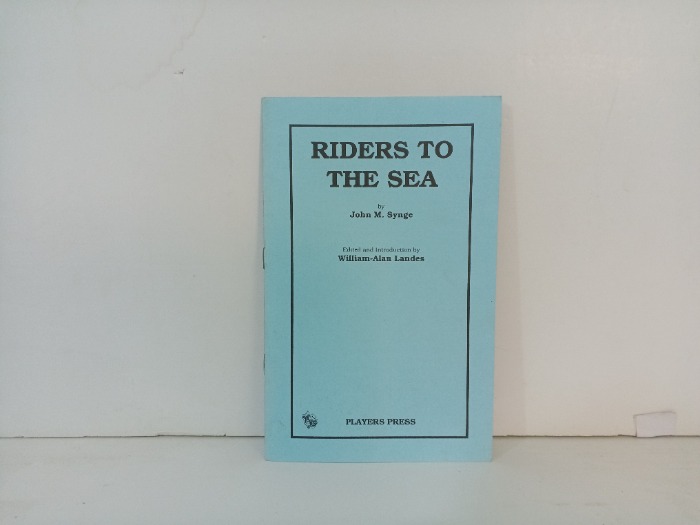 RIDERS TO
THE SEA
by
John M. Synge
Edited and Introduction by
William-Alan Landes
PLAYERS PRESS